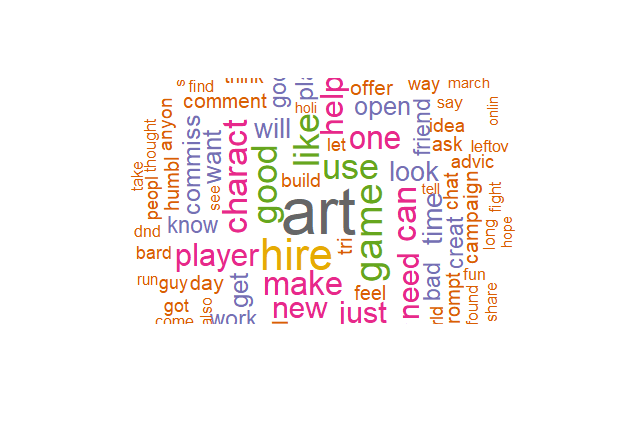 find
comment
offer
way
march
holi
open
say
onlin
friend
idea
anyon
commiss
want
charact
good
will
like
help
let
one
ask
leftov
thought
take
peopl
humbl
see
build
use
look
advic
tell
chat
campaign
fight
dnd
know
art
game
can
time
creat
long
hope
bard
player
hire
tri
need
bad
fun
run
guy
day
get
make
feel
found
share
got
also
work
new
just